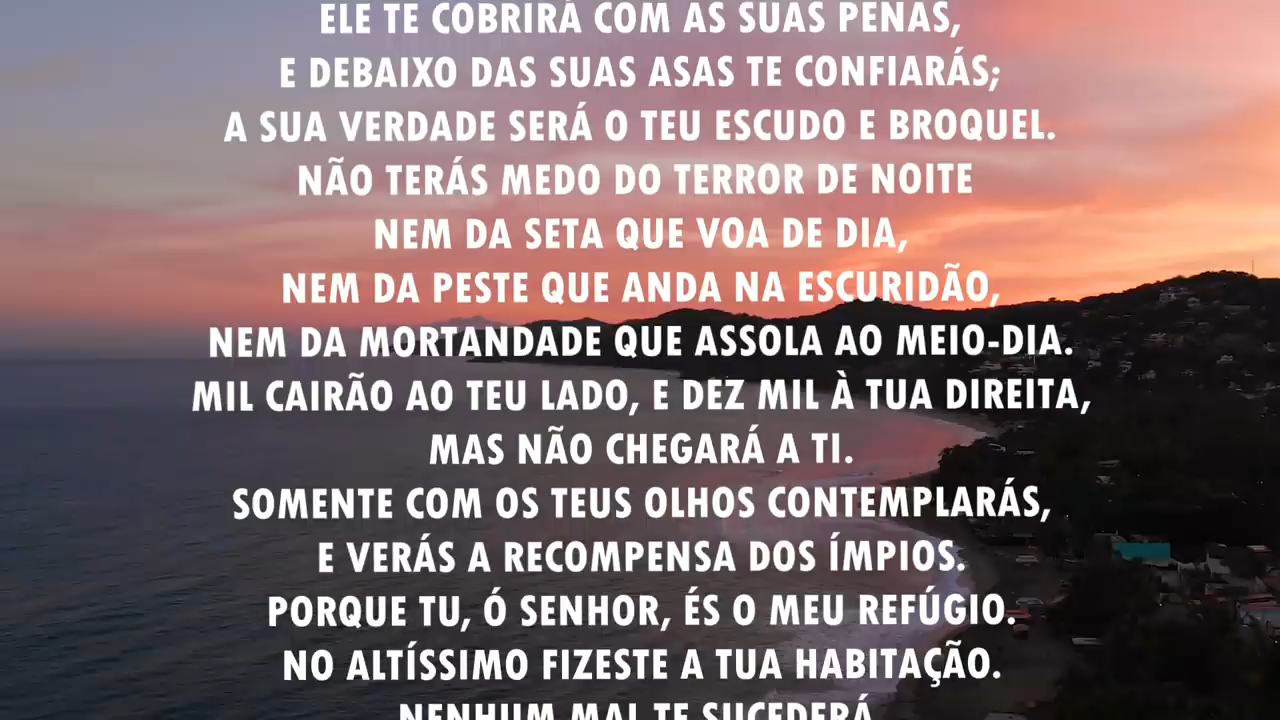 ELE TE COBRIRÁ COM AS SUAS PENAS,
E DEBAIXO DAS SUAS ASAS TE CONFIARÁS;
A SUA VERDADE SERÁ O TEU ESCUDO E BROQUEL.
NÃO TERÁS MEDO DO TERROR DE NOITE
NEM DA SETA QUE VOA DE DIA,
NEM DA PESTE QUE ANDA NA ESCURIDÃO,
NEM DA MORTANDADE QUE ASSOLA AO MEIO-DIA.
MIL CAIRÃO AO TEU LADO, E DEZ MIL À TUA DIREITA,
MAS NÃO CHEGARÁ A TI.
SOMENTE COM OS TEUS OLHOS CONTEMPLARÁS,
E VERÁS A RECOMPENSA DOS ÍMPIOS.
PORQUE TU, Ó SENHOR, ÉS O MEU REFÚGIO.
NO ALTÍSSIMO FIZESTE A TUA HABITAÇÃO.
NENHUM MAL TE SUCEDERÁ